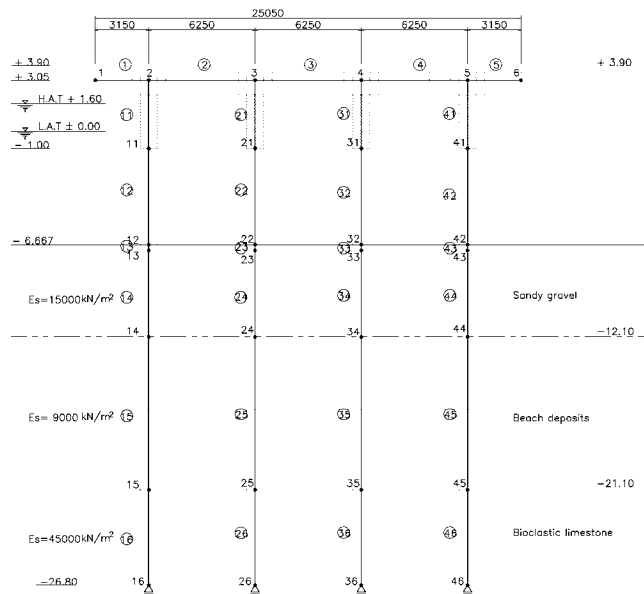 25050
3150 6250 6250 6250 3150
1 2 3 4 5
+ 3.90 1 2 3 4 5 6 + 3.90
+ 3.05
H.A.T + 1.60
11 21 31 41
L.A.T ± 0.00
- 1.00 11 21 31 41
12 22 32 42
- 6.667 12 22 32 42
13 23 33 43
13 23 33 43
Es=15000kN/m² 14 24 34 44 Sandy gravel
14 24 34 44 -12.10
Es= 9000 kN/m² 15 25 35 45 Beach deposits
15 25 35 45 -21.10
Es=45000kN/m² 16 26 36 46 Bioclastic limestone
-26.80 16 26 36 46